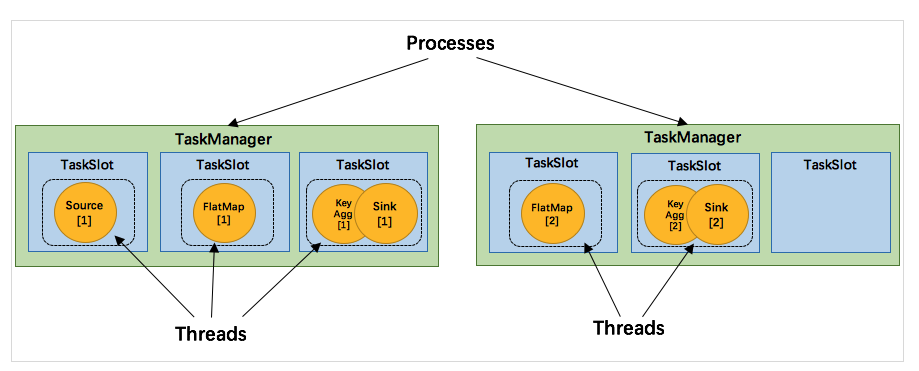 Processes
TaskManager
TaskSlot
TaskSlot
TaskSlot
Source
[1]
FlatMap
[1]
Key
Agg
[1]
Sink
[1]
Threads
TaskManager
TaskSlot
TaskSlot
TaskSlot
FlatMap
[2]
Key
Agg
[2]
Sink
[2]
Threads